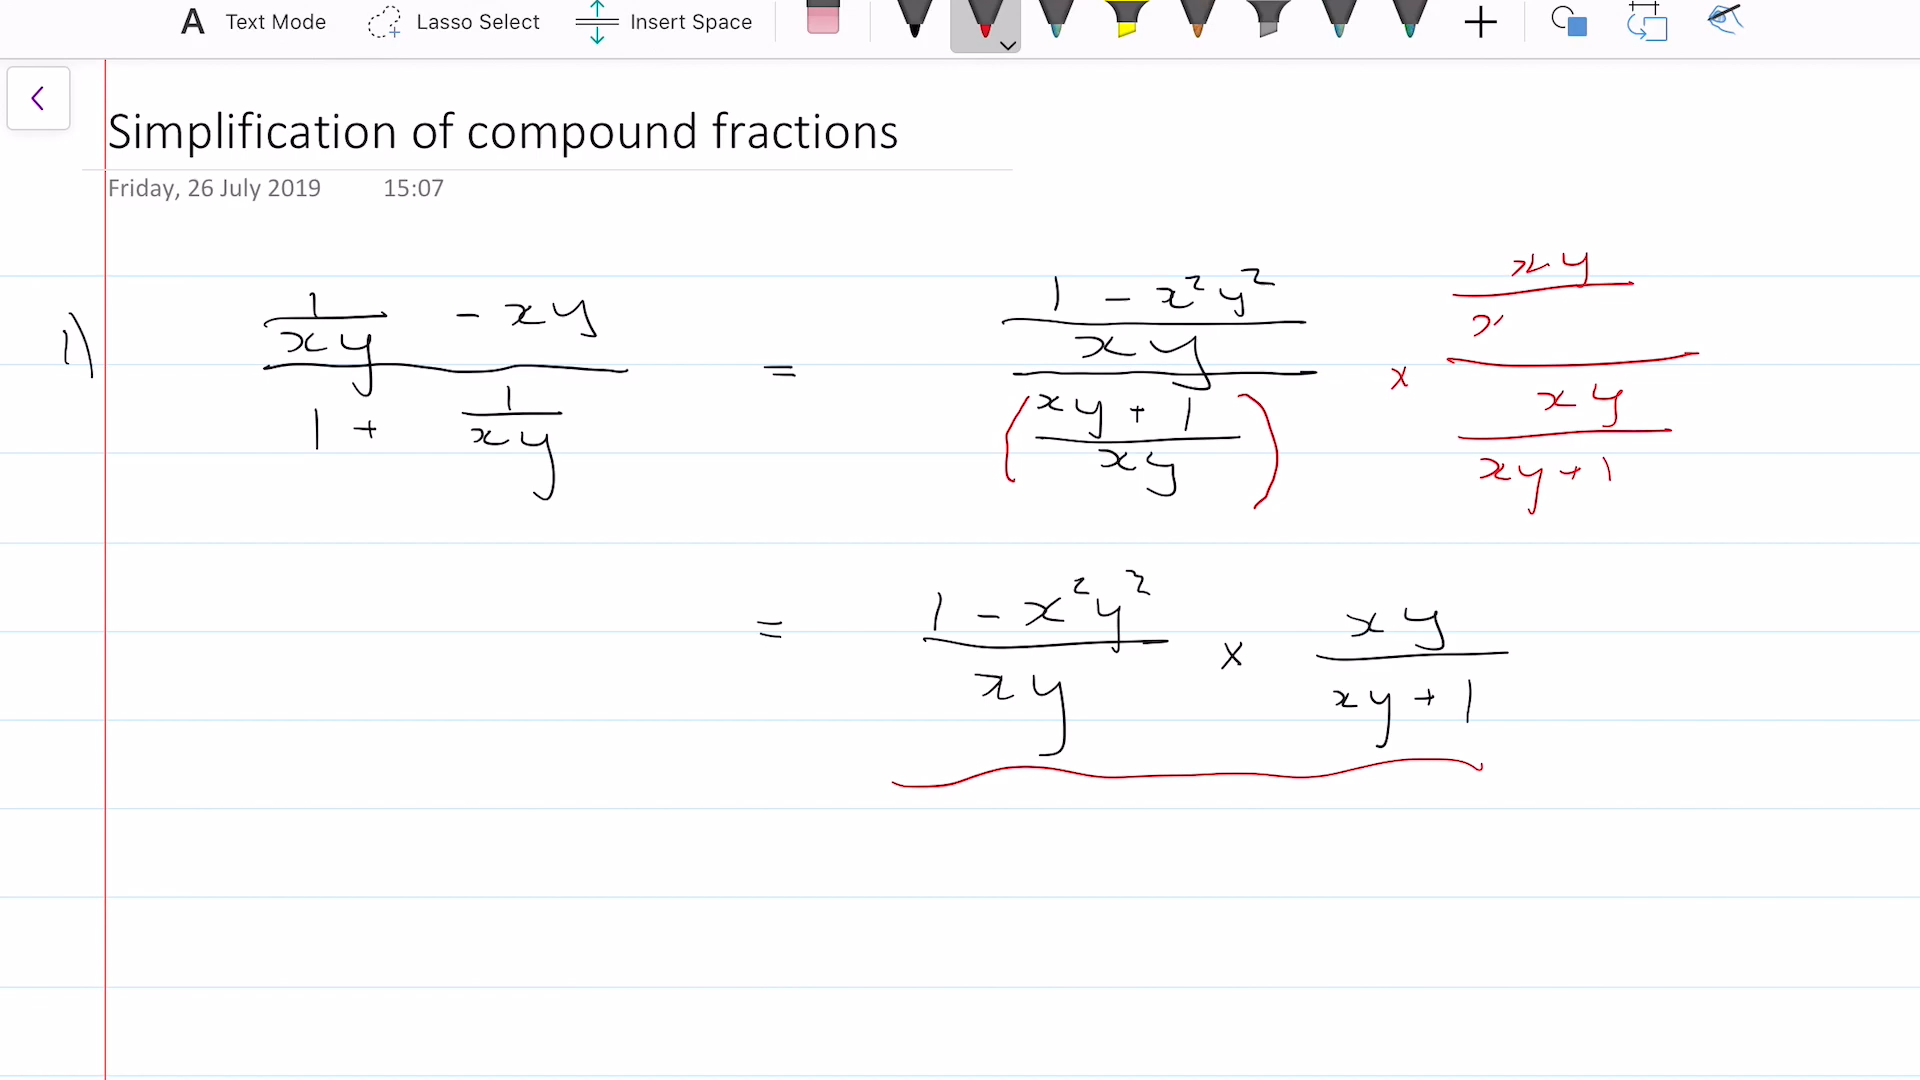 Text Mode Lasso Select Insert Space
Simplification of compound fractions
Friday, 26 July 2019 15:07
1) (1/(xy) - xy)/(1 + 1/(xy)) = ((1 - x²y²)/(xy))/((xy + 1)/(xy)) × (xy/x)/(xy/(xy+1))
= (1 - x²y²)/(xy) × (xy)/(xy + 1)